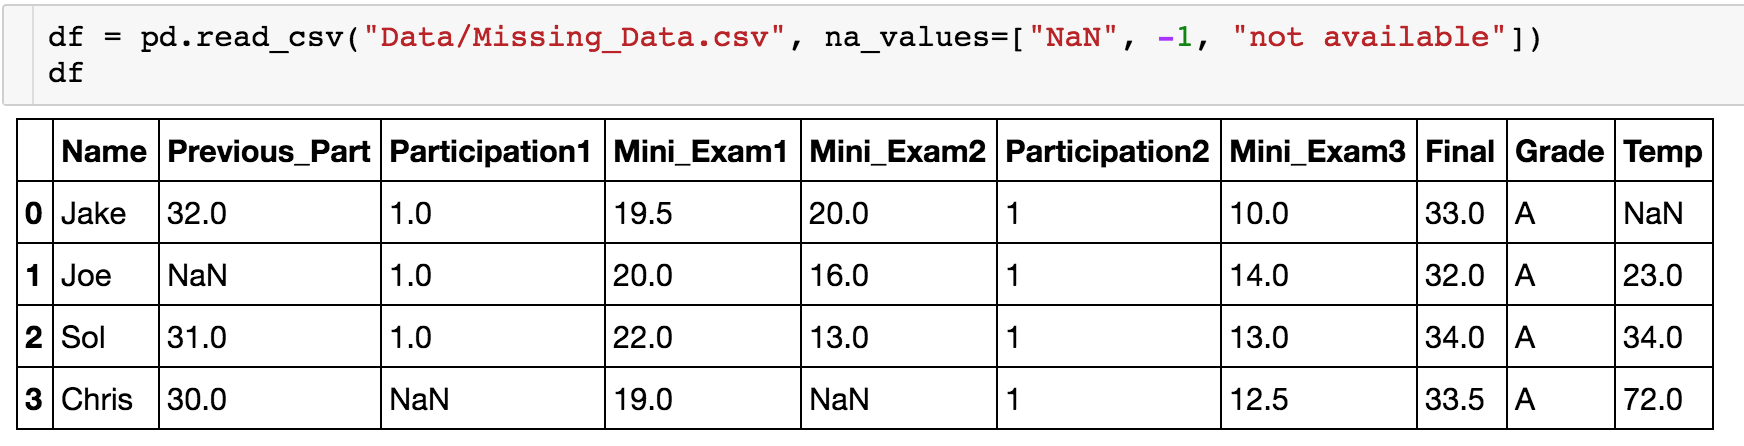 df = pd.read_csv("Data/Missing_Data.csv", na_values=["NaN", -1, "not available"])
df
Name Previous_Part Participation1 Mini_Exam1 Mini_Exam2 Participation2 Mini_Exam3 Final Grade Temp
0 Jake 32.0 1.0 19.5 20.0 1 10.0 33.0 A NaN
1 Joe NaN 1.0 20.0 16.0 1 14.0 32.0 A 23.0
2 Sol 31.0 1.0 22.0 13.0 1 13.0 34.0 A 34.0
3 Chris 30.0 NaN 19.0 NaN 1 12.5 33.5 A 72.0